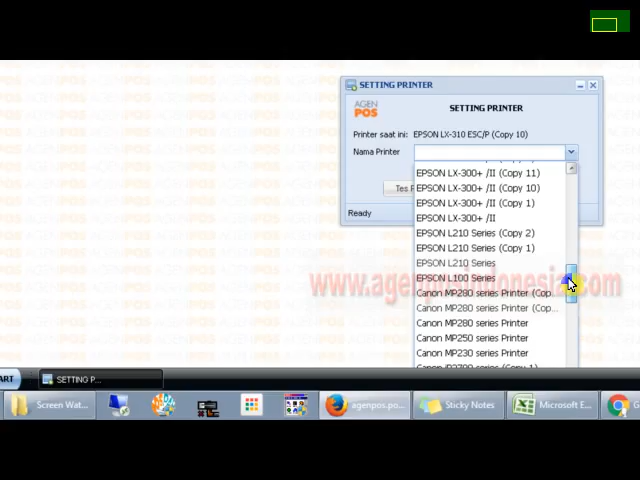 SETTING PRINTER
AGEN
POS
SETTING PRINTER
Printer saat ini: EPSON LX-310 ESC/P (Copy 10)
Nama Printer
EPSON LX-300+ /II (Copy 11)
EPSON LX-300+ /II (Copy 10)
Tes
EPSON LX-300+ /II (Copy 1)
Ready
EPSON LX-300+ /II
EPSON L210 Series (Copy 2)
EPSON L210 Series (Copy 1)
EPSON L210 Series
EPSON L100 Series
www.agenposindonesia.com
Canon MP280 series Printer (Cop...
Canon MP280 series Printer (Cop...
Canon MP280 series Printer
Canon MP250 series Printer
Canon MP230 series Printer
ART
SETTING P...
Screen Wat...
agenpos.po...
Sticky Notes
Microsoft E...